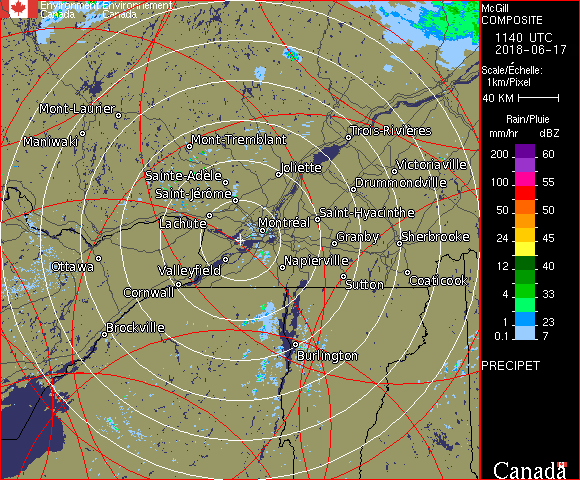 Environment Environnement
Canada Canada
McGill
COMPOSITE
1140 UTC
2018-06-17
Scale/Échelle:
1km/Pixel
40 KM
Rain/Pluie
mm/hr dBZ
200 60
100 55
50 50
24 45
12 40
4 33
1 23
0.1 7
PRECIPET
Canada
Mont-Laurier
Maniwaki
Mont-Tremblant
Trois-Rivières
Sainte-Adèle
Joliette
Victoriaville
Saint-Jérôme
Drummondville
Lachute
Montréal
Saint-Hyacinthe
Granby
Sherbrooke
Ottawa
Valleyfield
Napierville
Cornwall
Sutton
Coaticook
Brockville
Burlington